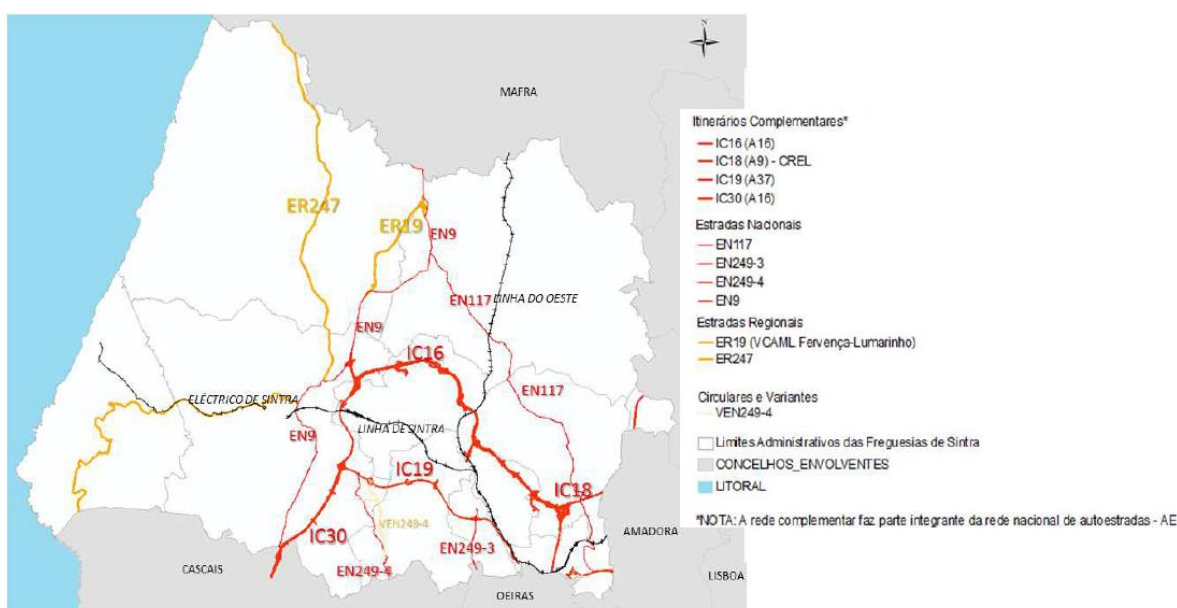 N
MAFRA
ER247
ER19
EN9
EN117
LINHA DO OESTE
EN9
IC16
EN117
ELÉCTRICO DE SINTRA
EN9
LINHA DE SINTRA
IC19
IC18
VEN249-4
IC30
EN249-3
EN249-4
AMADORA
CASCAIS
OEIRAS
LISBOA
Itinerários Complementares*
IC16 (A16)
IC18 (A9) - CREL
IC19 (A37)
IC30 (A16)
Estradas Nacionais
EN117
EN249-3
EN249-4
EN9
Estradas Regionais
ER19 (VCAML Fervença-Lumarinho)
ER247
Circulares e Variantes
VEN249-4
Limites Administrativos das Freguesias de Sintra
CONCELHOS_ENVOLVENTES
LITORAL
*NOTA: A rede complementar faz parte integrante da rede nacional de autoestradas - AE